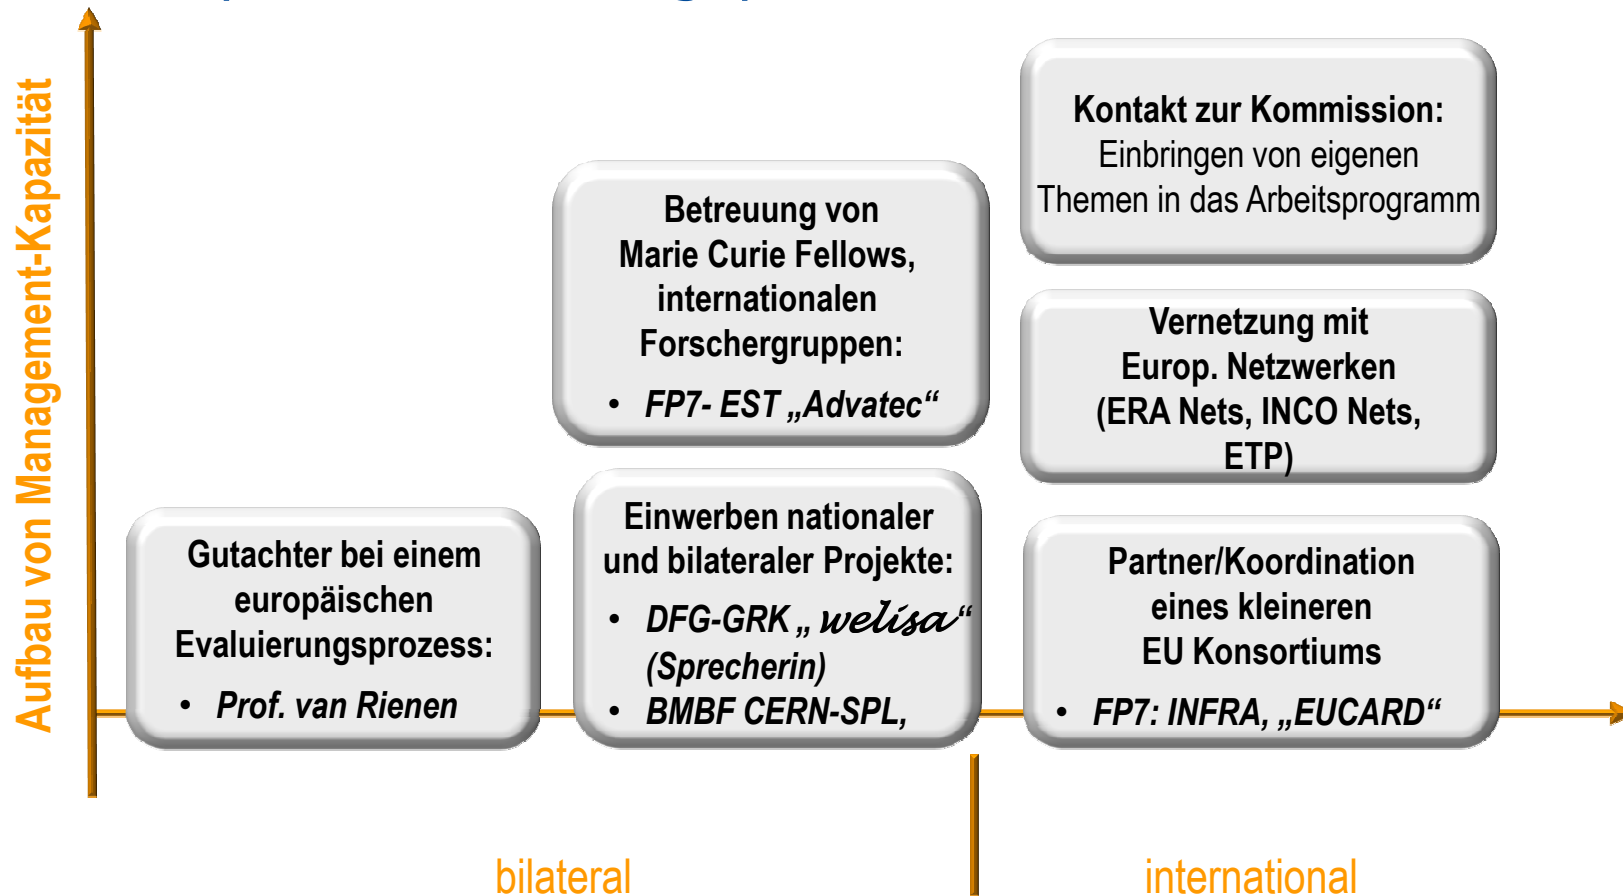 Aufbau von Management-Kapazität
Gutachter bei einem
europäischen
Evaluierungsprozess:
• Prof. van Rienen
Betreuung von
Marie Curie Fellows,
internationalen
Forschergruppen:
• FP7- EST „Advatec“
Einwerben nationaler
und bilateraler Projekte:
• DFG-GRK „welisa“
(Sprecherin)
• BMBF CERN-SPL,
Kontakt zur Kommission:
Einbringen von eigenen
Themen in das Arbeitsprogramm
Vernetzung mit
Europ. Netzwerken
(ERA Nets, INCO Nets,
ETP)
Partner/Koordination
eines kleineren
EU Konsortiums
• FP7: INFRA, „EUCARD“
bilateral
international